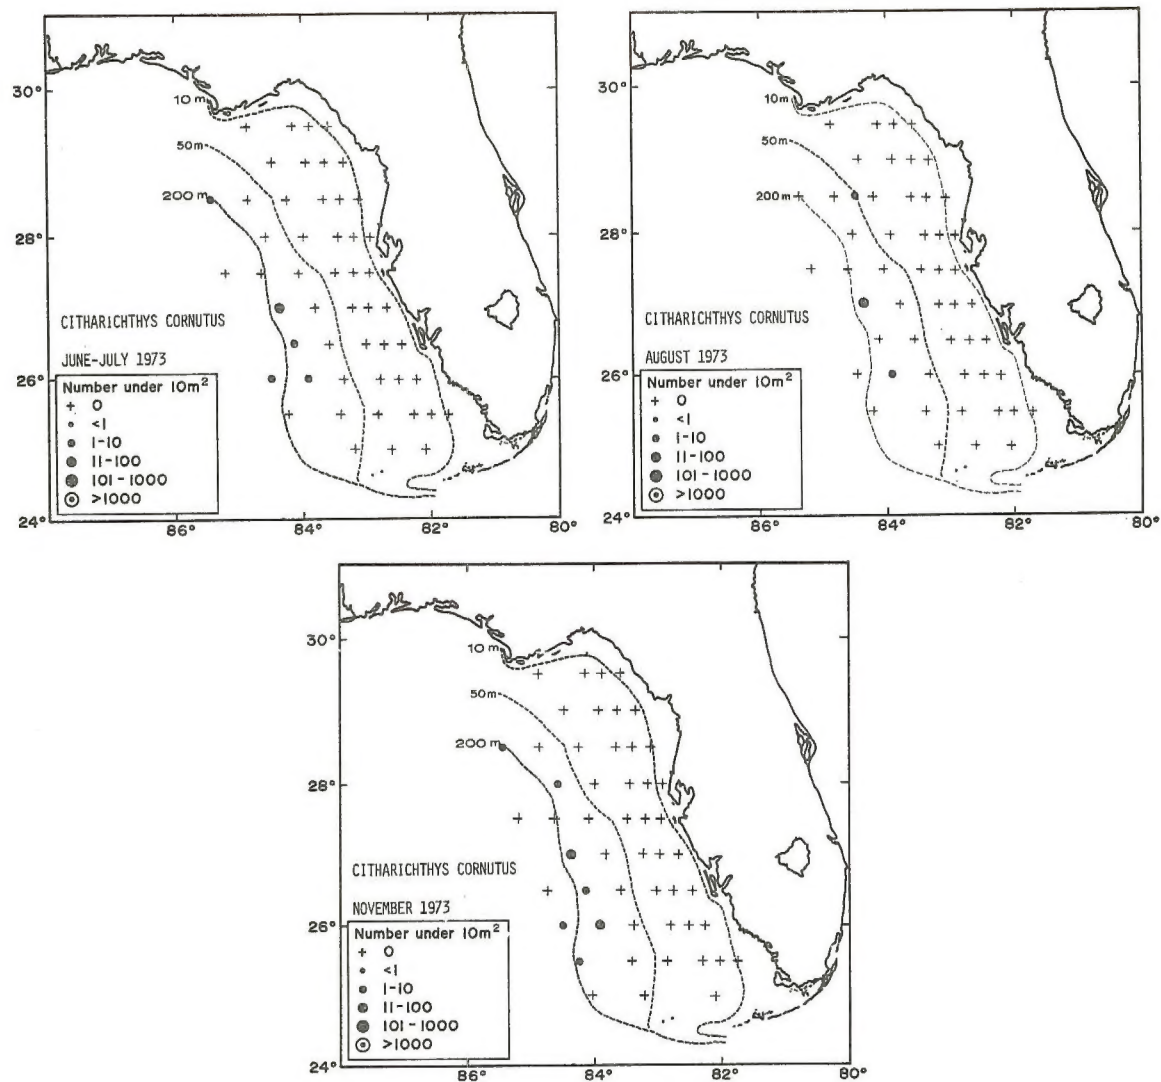 30°
28°
26°
24°
86°
84°
82°
80°
10 m
50 m
200 m
CITHARICHTHYS CORNUTUS
JUNE-JULY 1973
Number under 10m²
+ 0
<1
1-10
11-100
101-1000
>1000
30°
28°
26°
24°
86°
84°
82°
80°
10m
50m
200m
CITHARICHTHYS CORNUTUS
AUGUST 1973
Number under 10m²
+ 0
<1
1-10
11-100
101-1000
>1000
30°
28°
26°
24°
86°
84°
82°
80°
10m
50m
200 m
CITHARICHTHYS CORNUTUS
NOVEMBER 1973
Number under 10m²
+ 0
<1
1-10
11-100
101-1000
>1000